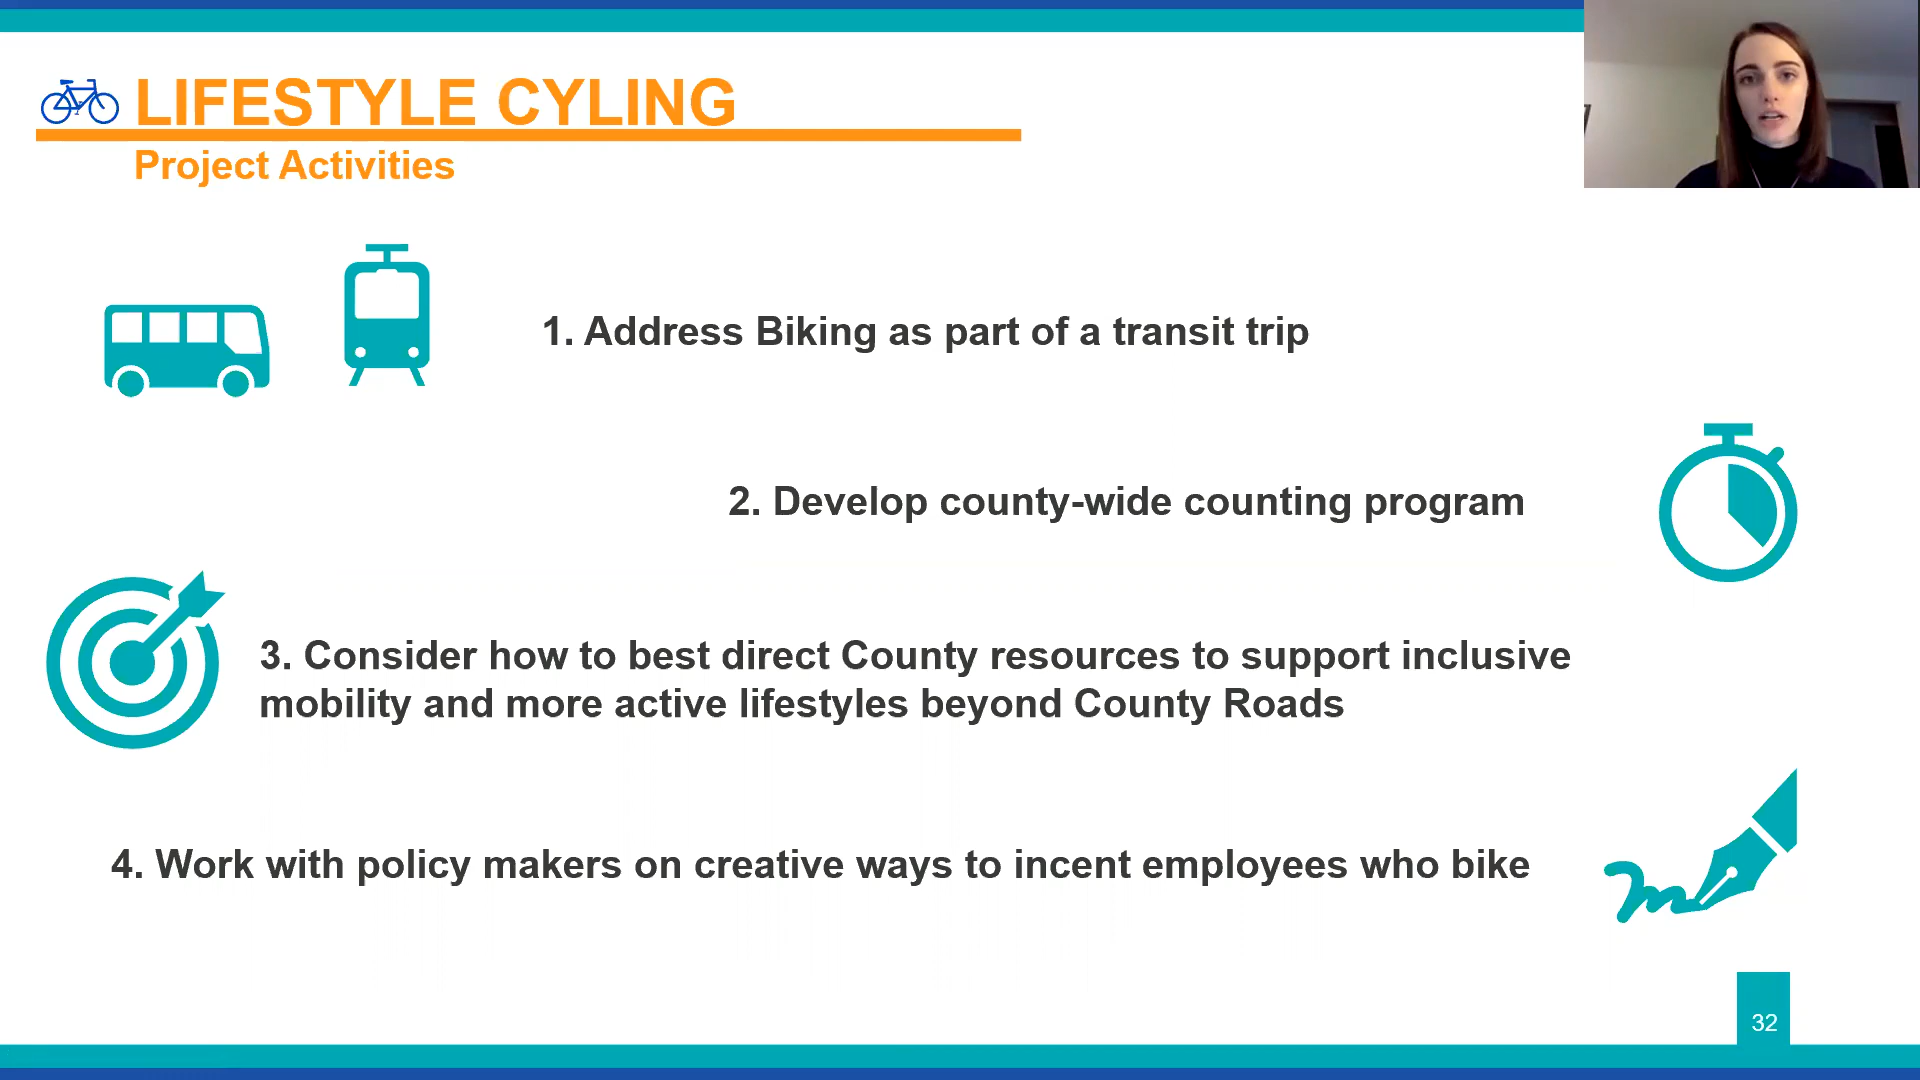 LIFESTYLE CYLING
Project Activities
1. Address Biking as part of a transit trip
2. Develop county-wide counting program
3. Consider how to best direct County resources to support inclusive
mobility and more active lifestyles beyond County Roads
4. Work with policy makers on creative ways to incent employees who bike
32